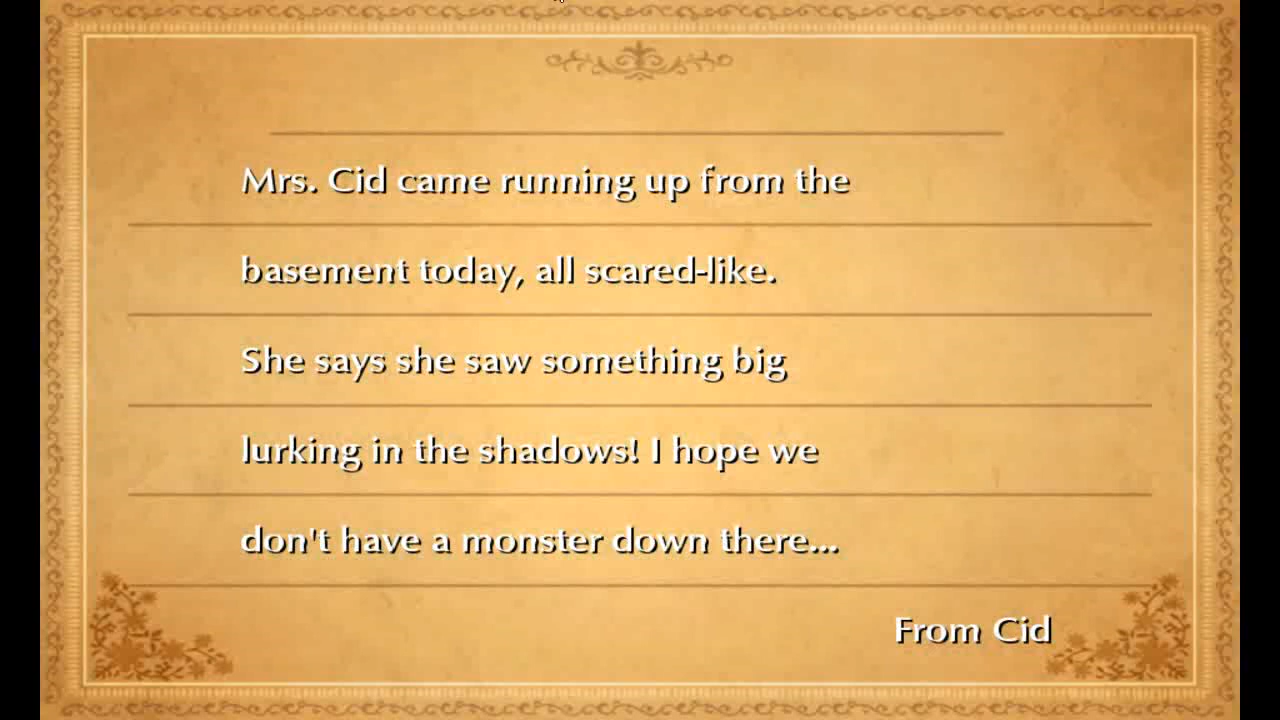 Mrs. Cid came running up from the
basement today, all scared-like.
She says she saw something big
lurking in the shadows! I hope we
don't have a monster down there...
From Cid